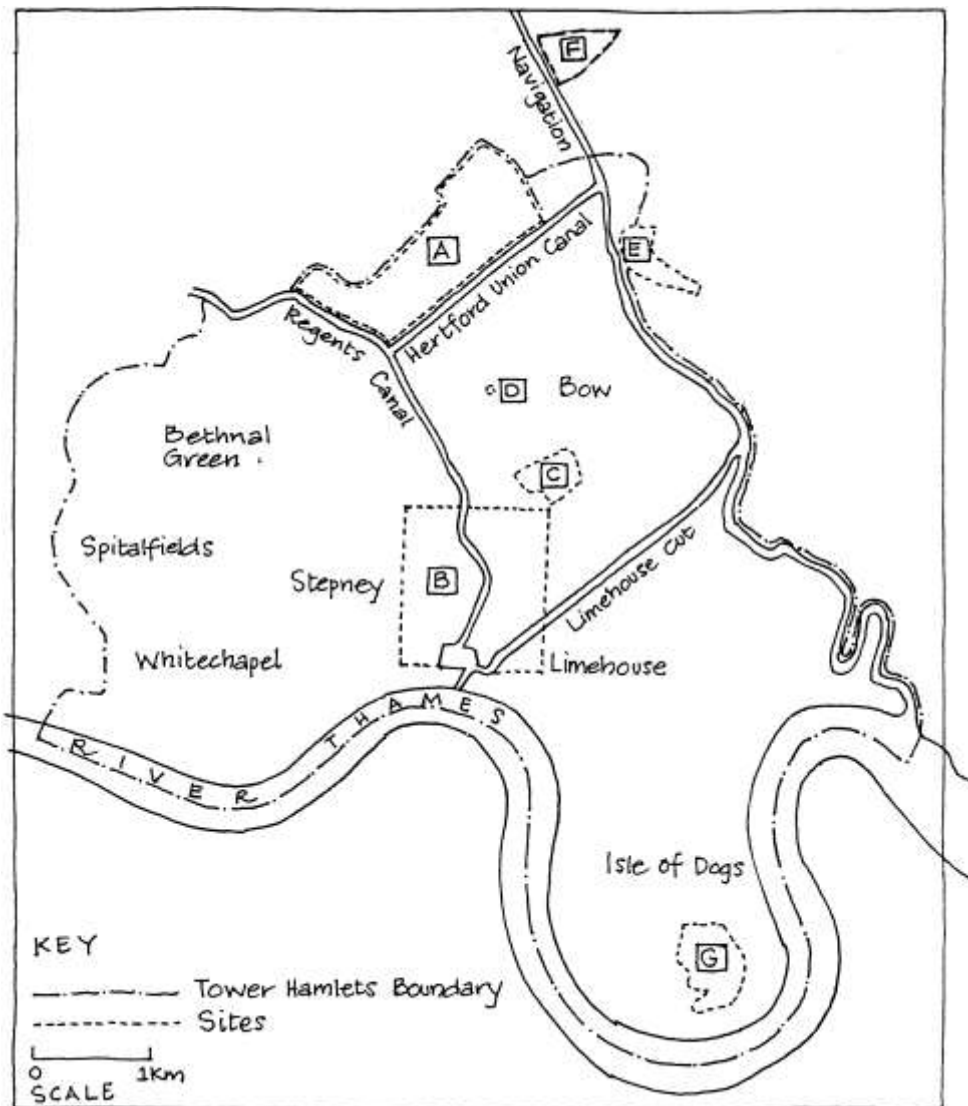 F
Navigation
A
E
Hertford Union Canal
Regents
Canal
D
Bow
Bethnal
Green
C
Spitalfields
Stepney
B
Limehouse Cut
Whitechapel
Limehouse
RIVER THAMES
Isle of Dogs
G
KEY
Tower Hamlets Boundary
Sites
0 1Km
SCALE